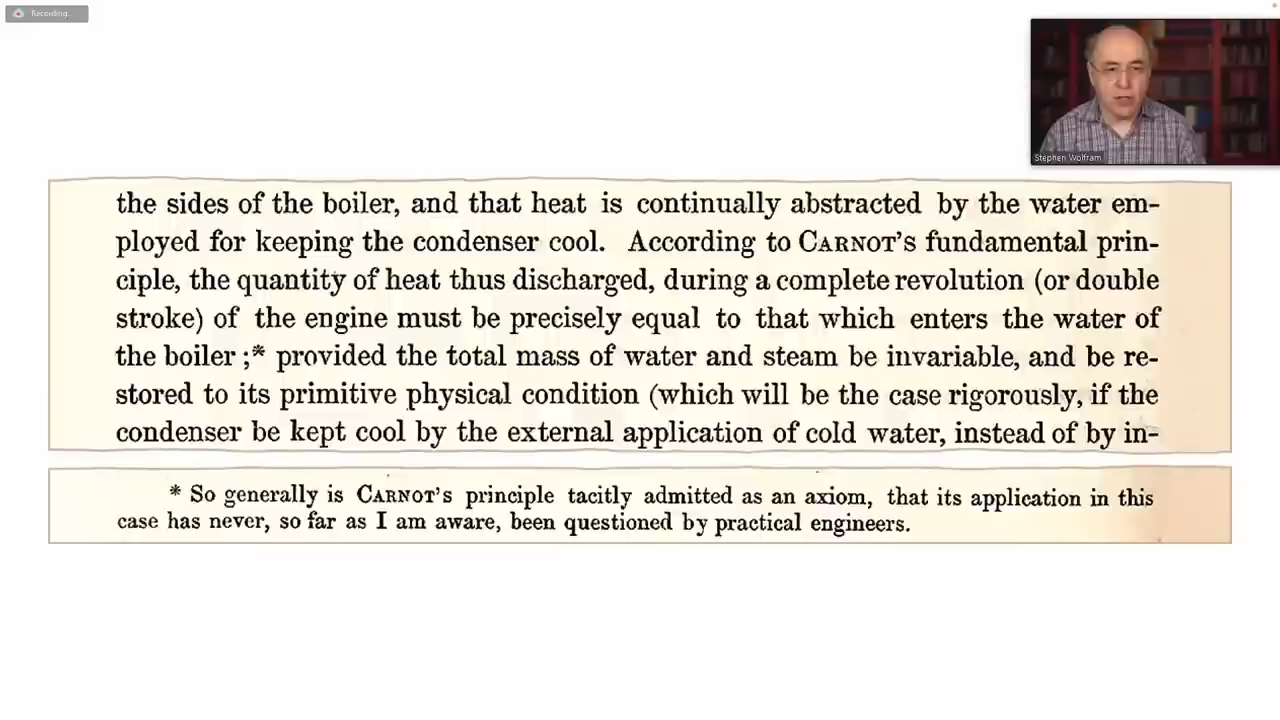 Recording...
Stephen Wolfram
the sides of the boiler, and that heat is continually abstracted by the water em-
ployed for keeping the condenser cool. According to CARNOT'S fundamental prin-
ciple, the quantity of heat thus discharged, during a complete revolution (or double
stroke) of the engine must be precisely equal to that which enters the water of
the boiler ;* provided the total mass of water and steam be invariable, and be re-
stored to its primitive physical condition (which will be the case rigorously, if the
condenser be kept cool by the external application of cold water, instead of by in-
* So generally is CARNOT'S principle tacitly admitted as an axiom, that its application in this
case has never, so far as I am aware, been questioned by practical engineers.